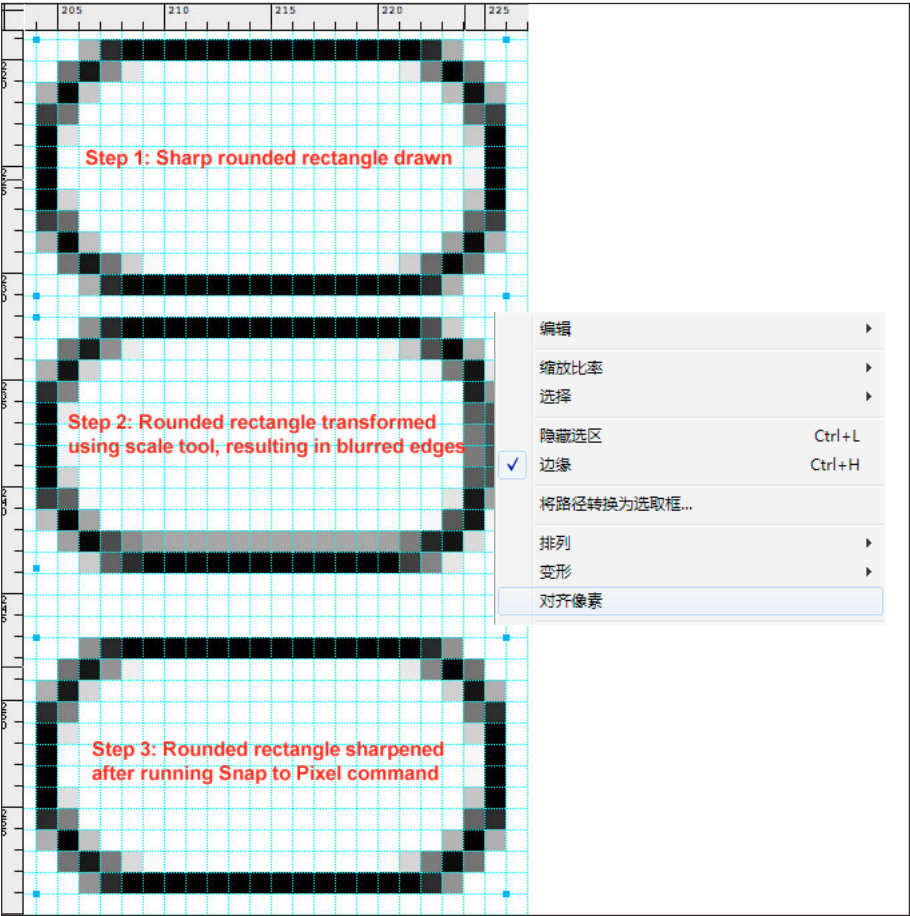 205 210 215 220 225
Step 1: Sharp rounded rectangle drawn
Step 2: Rounded rectangle transformed
using scale tool, resulting in blurred edges
编辑
缩放比率
选择
隐藏选区 Ctrl+L
边缘 Ctrl+H
将路径转换为选取框...
排列
变形
对齐像素
Step 3: Rounded rectangle sharpened
after running Snap to Pixel command